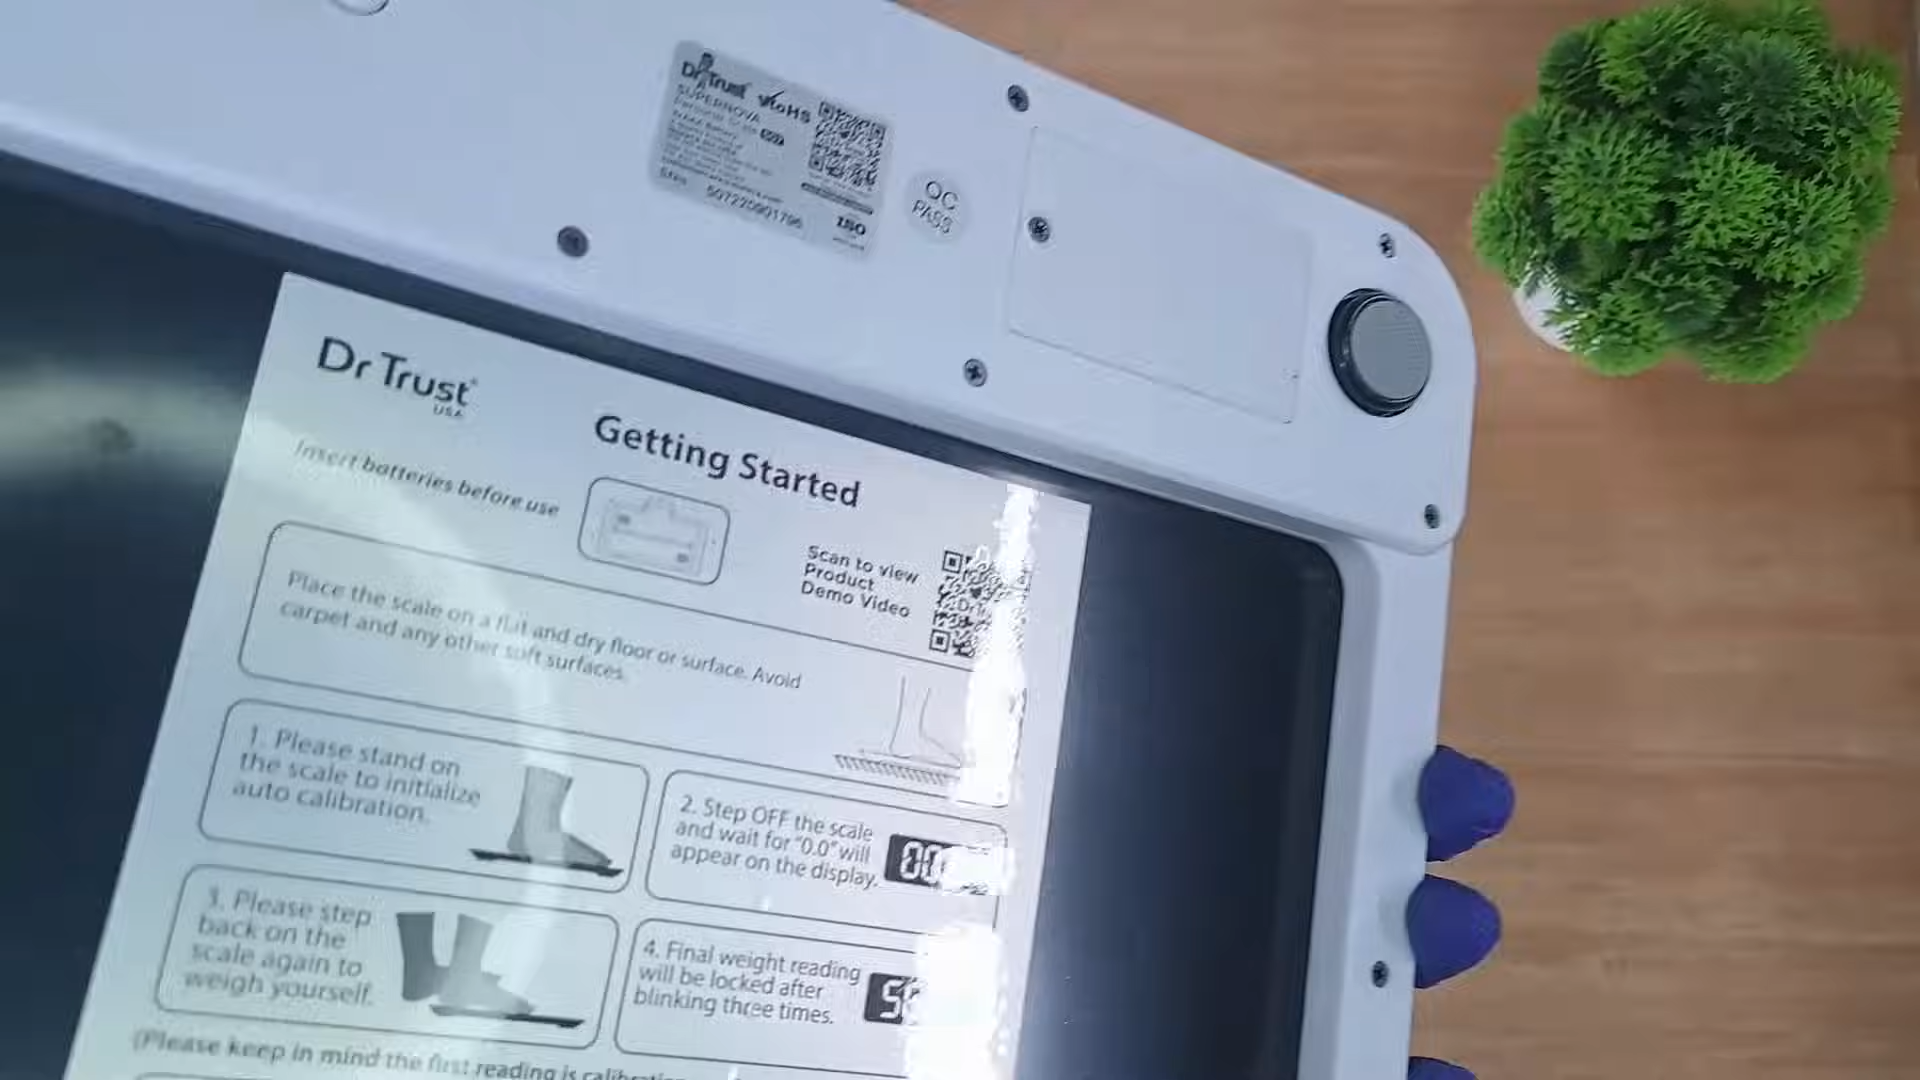 Dr Trust
RoHS
SUPERNOVA
507220901796
ISO
QC
PASS
Dr Trust
USA
Getting Started
Insert batteries before use
Scan to view
Product
Demo Video
Place the scale on a flat and dry floor or surface. Avoid
carpet and any other soft surfaces.
1. Please stand on
the scale to initialize
auto calibration.
2. Step OFF the scale
and wait for "0.0" will
appear on the display.
3. Please step
back on the
scale again to
weigh yourself.
4. Final weight reading
will be locked after
blinking three times.
(Please keep in mind the first reading is